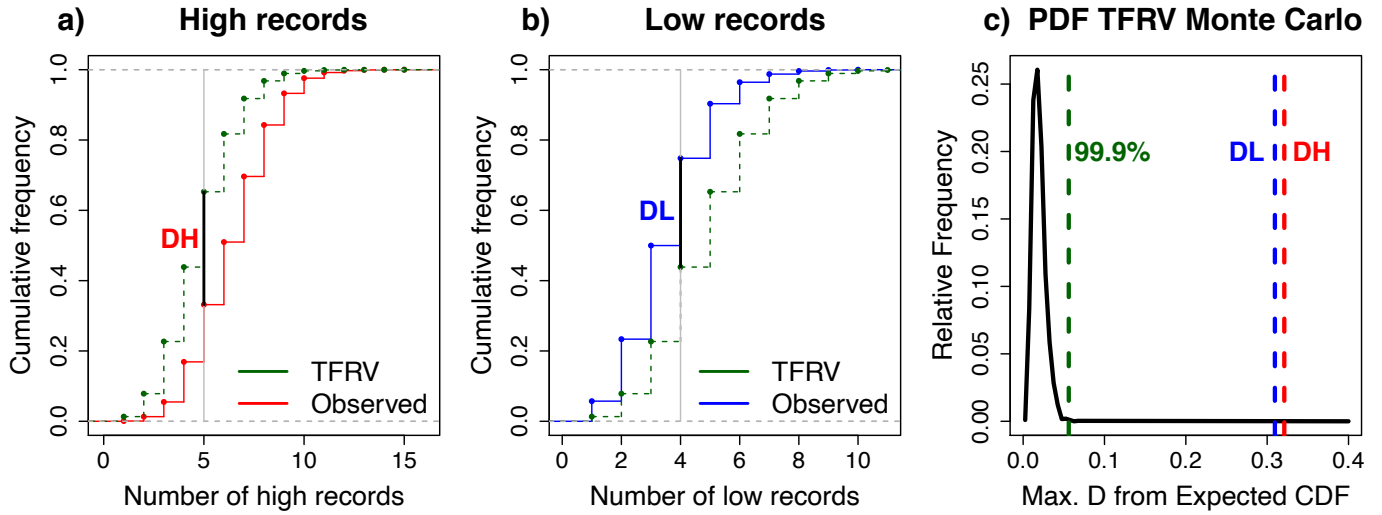 a) High records
Cumulative frequency
0.0 0.2 0.4 0.6 0.8 1.0
DH
TFRV
Observed
0 5 10 15
Number of high records
b) Low records
Cumulative frequency
0.0 0.2 0.4 0.6 0.8 1.0
DL
TFRV
Observed
0 2 4 6 8 10
Number of low records
c) PDF TFRV Monte Carlo
Relative Frequency
0.00 0.05 0.10 0.15 0.20 0.25
99.9% DL DH
0.0 0.1 0.2 0.3 0.4
Max. D from Expected CDF